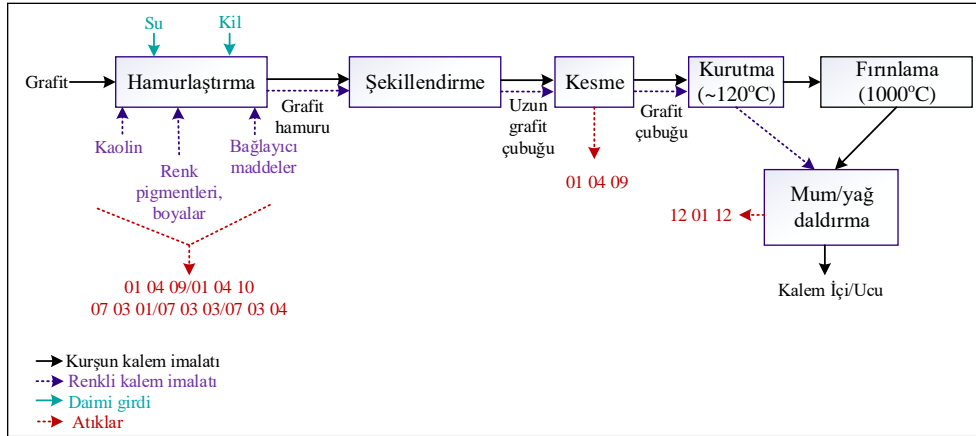 Su
Kil
Grafit
Hamurlaştırma
Şekillendirme
Kesme
Kurutma
(~120°C)
Fırınlama
(1000°C)
Grafit
hamuru
Uzun
grafit
çubuğu
Grafit
çubuğu
Kaolin
Renk
pigmentleri,
boyalar
Bağlayıcı
maddeler
01 04 09
Mum/yağ
daldırma
12 01 12
01 04 09/01 04 10
07 03 01/07 03 03/07 03 04
Kalem İçi/Ucu
Kurşun kalem imalatı
Renkli kalem imalatı
Daimi girdi
Atıklar